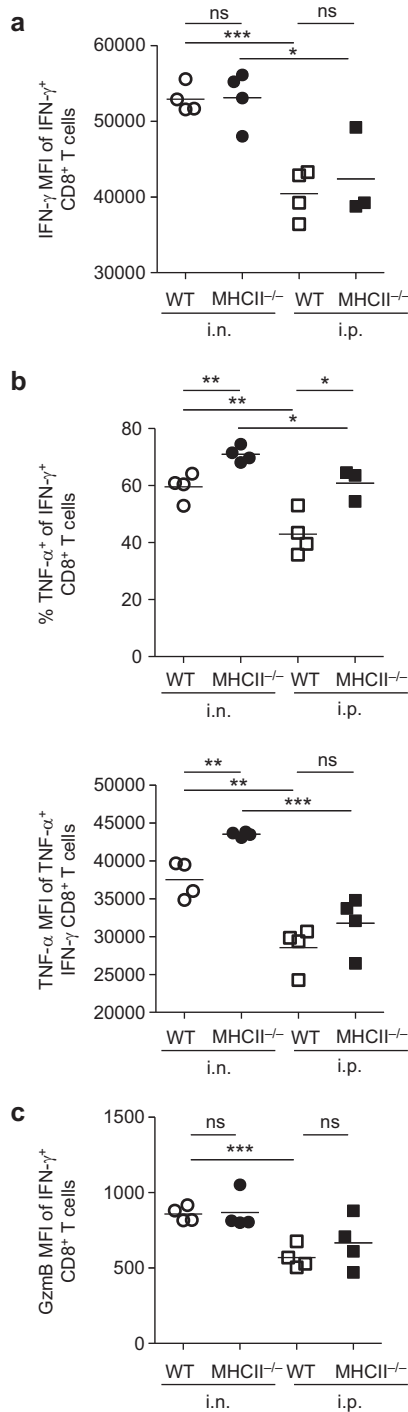 a
ns ns
***
*
60000
50000
40000
30000
IFN-γ MFI of IFN-γ⁺
CD8⁺ T cells
WT MHCII⁻/⁻ WT MHCII⁻/⁻
i.n. i.p.
b
** *
**
*
80
60
40
20
0
% TNF-α⁺ of IFN-γ⁺
CD8⁺ T cells
WT MHCII⁻/⁻ WT MHCII⁻/⁻
i.n. i.p.
** ns
**
***
50000
45000
40000
35000
30000
25000
20000
TNF-α MFI of TNF-α⁺
IFN-γ CD8⁺ T cells
WT MHCII⁻/⁻ WT MHCII⁻/⁻
i.n. i.p.
c
ns ns
***
1500
1000
500
0
GzmB MFI of IFN-γ⁺
CD8⁺ T cells
WT MHCII⁻/⁻ WT MHCII⁻/⁻
i.n. i.p.